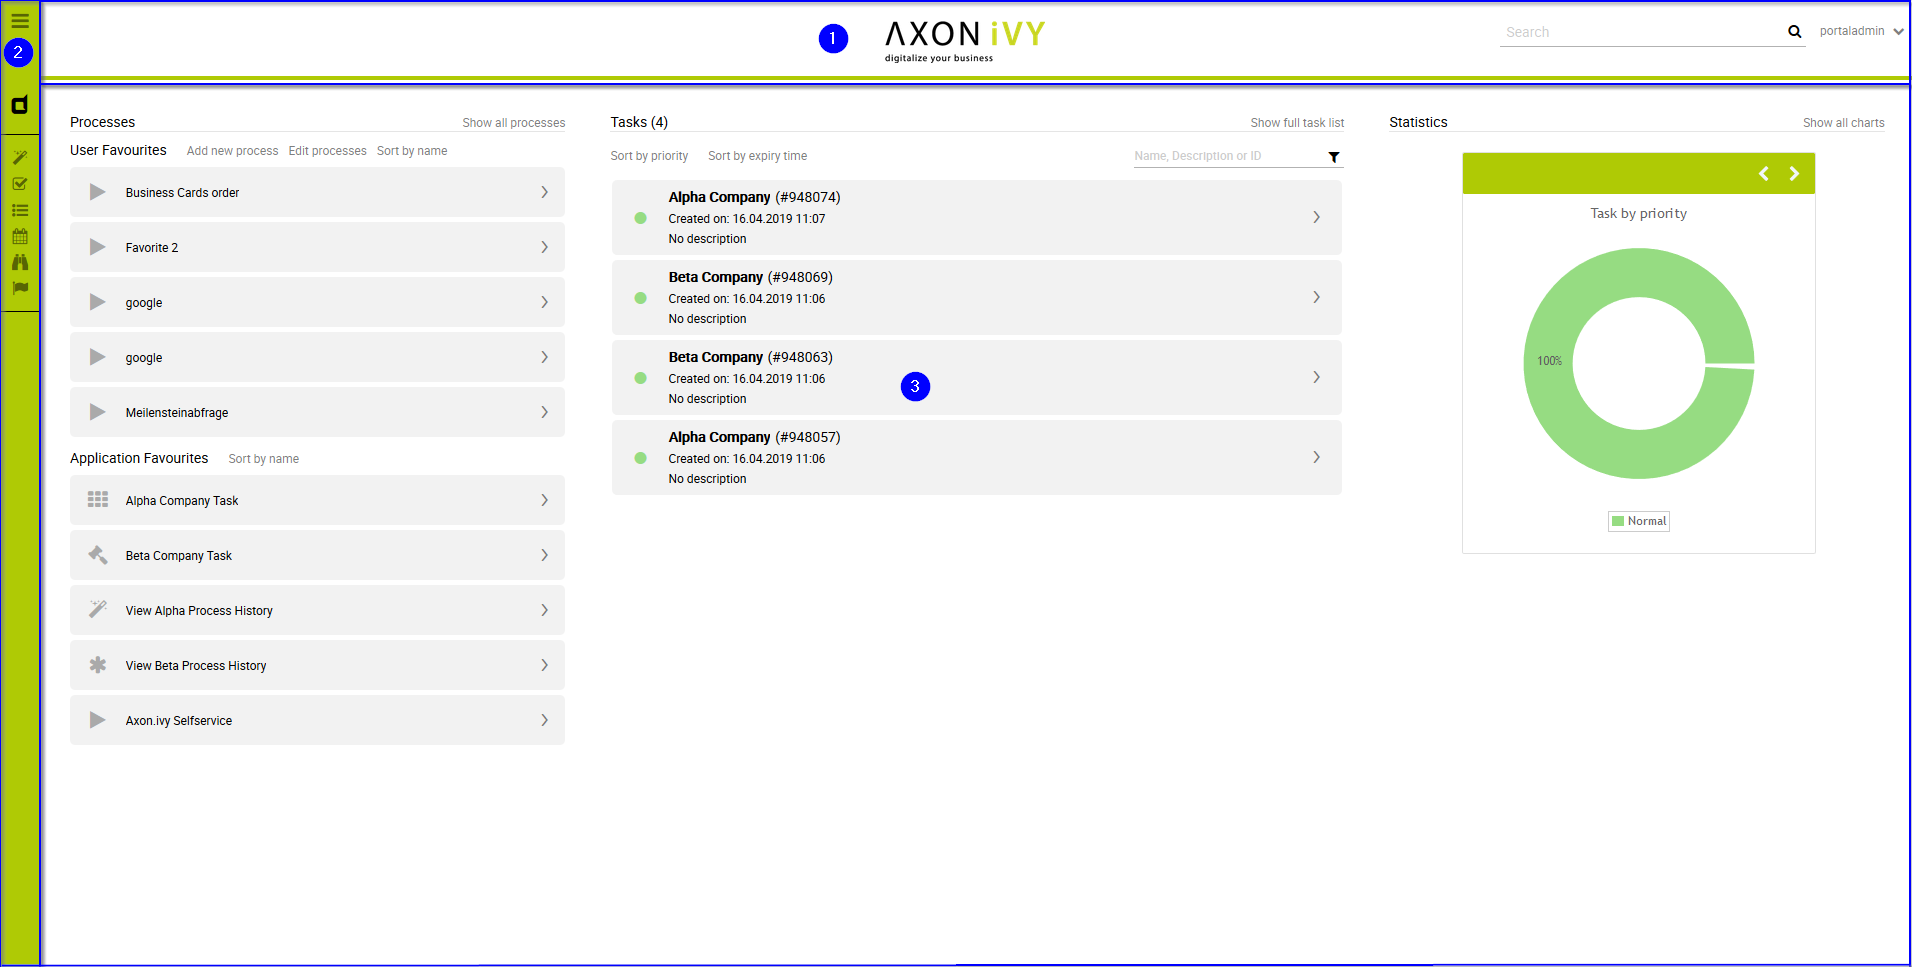 1
AXON iVY
digitalize your business
Search
portaladmin
2
Processes
Show all processes
User Favourites
Add new process
Edit processes
Sort by name
Business Cards order
Favorite 2
google
google
Meilensteinabfrage
Application Favourites
Sort by name
Alpha Company Task
Beta Company Task
View Alpha Process History
View Beta Process History
Axon.ivy Selfservice
Tasks (4)
Show full task list
Sort by priority
Sort by expiry time
Name, Description or ID
Alpha Company (#948074)
Created on: 16.04.2019 11:07
No description
Beta Company (#948069)
Created on: 16.04.2019 11:06
No description
Beta Company (#948063)
Created on: 16.04.2019 11:06
No description
3
Alpha Company (#948057)
Created on: 16.04.2019 11:06
No description
Statistics
Show all charts
Task by priority
100%
Normal